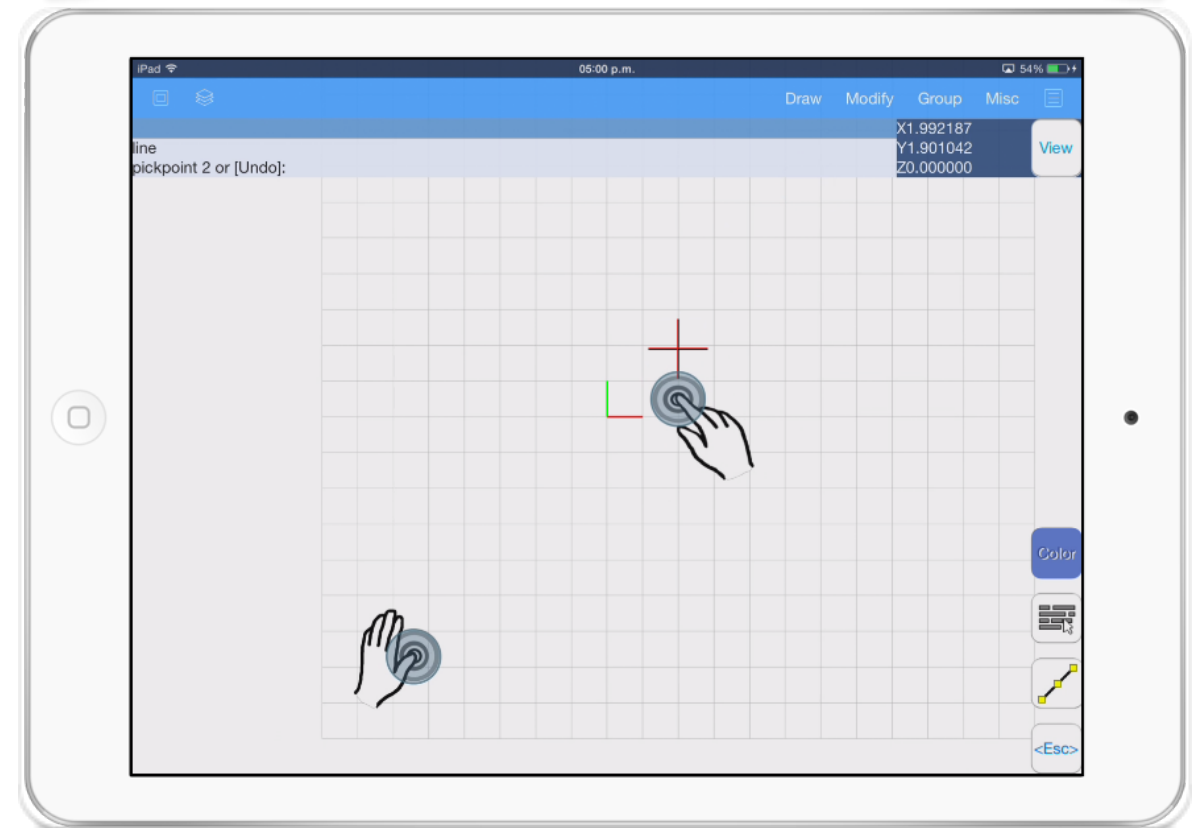 iPad 05:00 p.m. 54%
Draw Modify Group Misc
X1.992187
line Y1.901042 View
pickpoint 2 or [Undo]: Z0.000000
Color
<Esc>